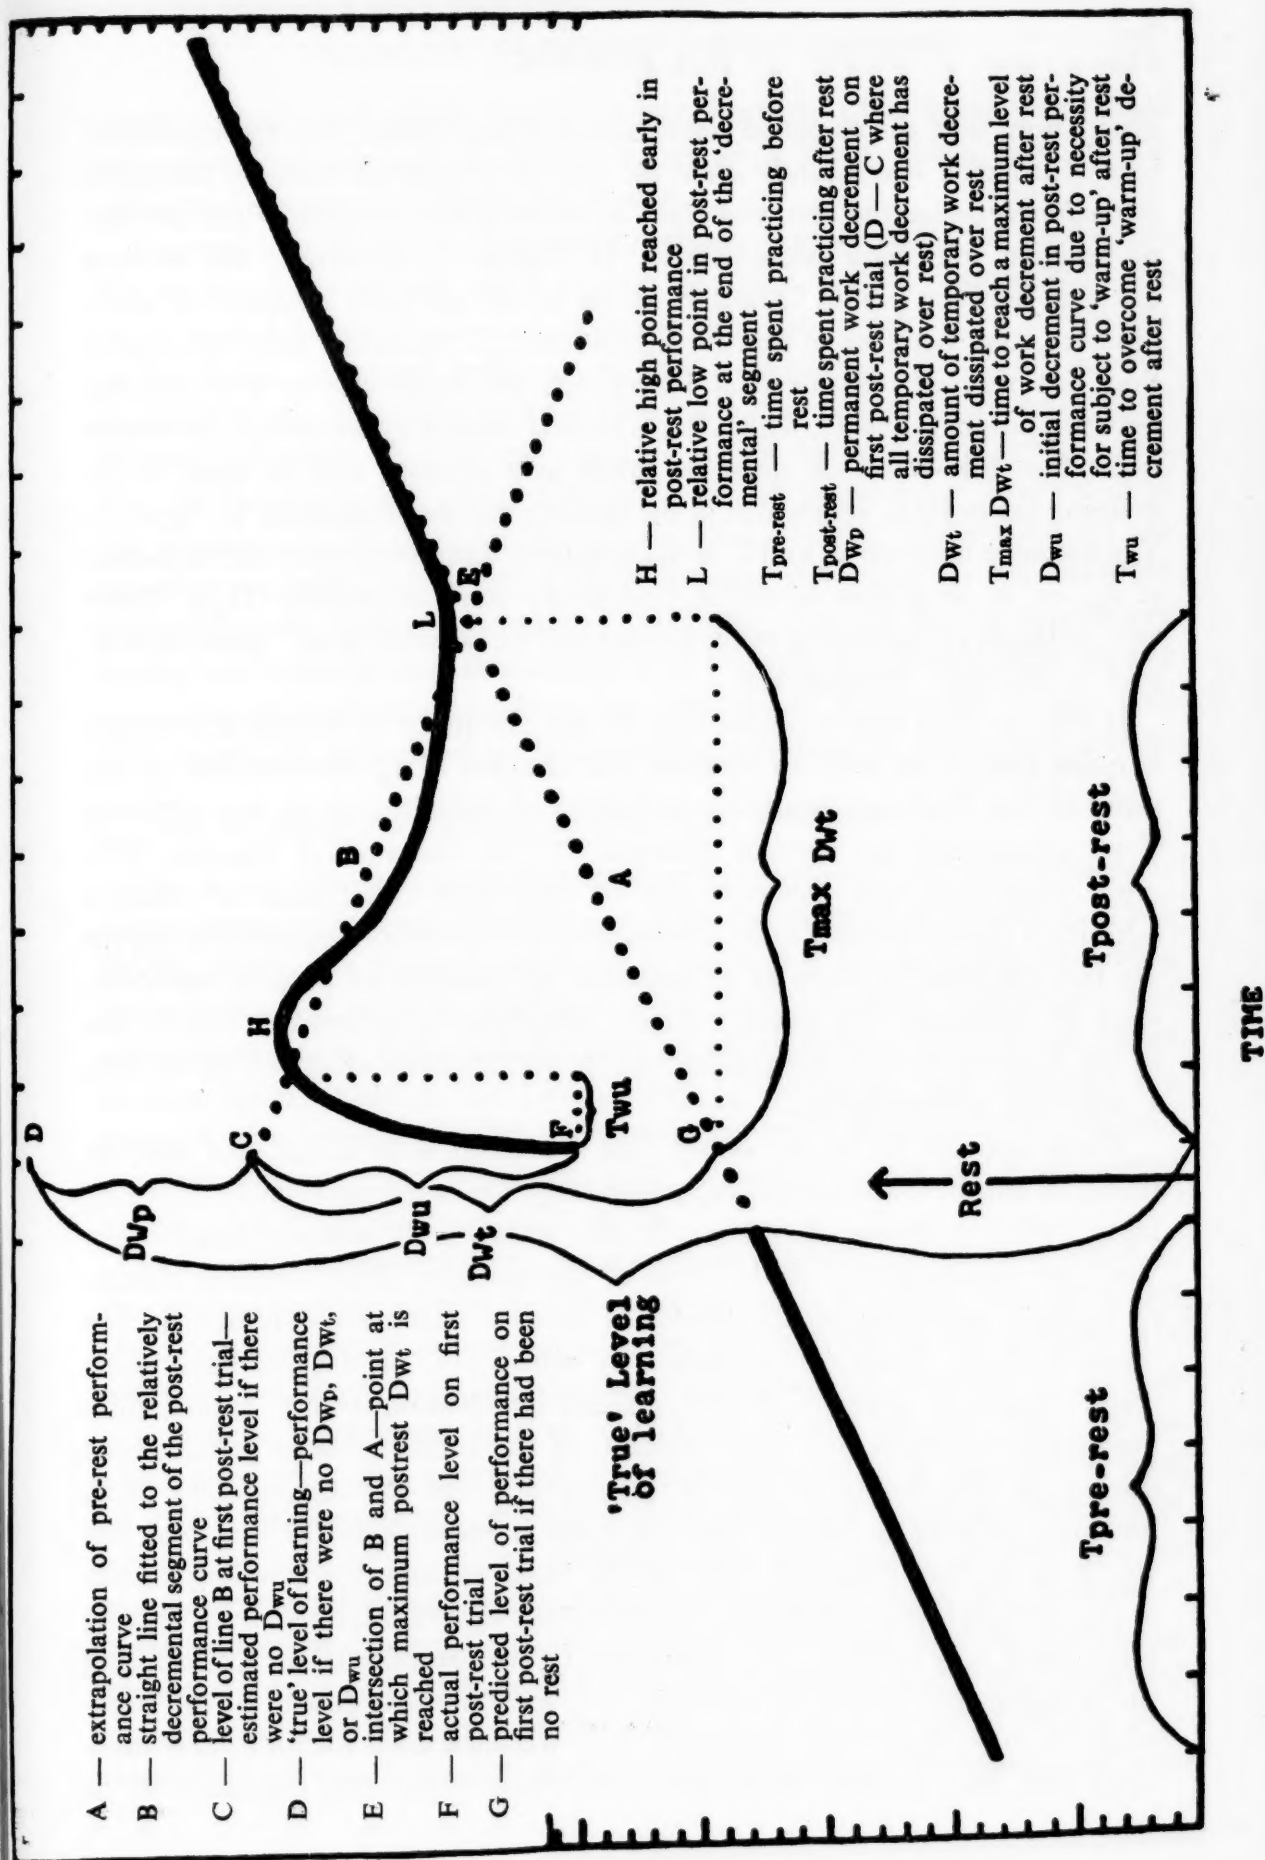 A — extrapolation of pre-rest perform-
ance curve
B — straight line fitted to the relatively
decremental segment of the post-rest
performance curve
C — level of line B at first post-rest trial—
estimated performance level if there
were no Dwu
D — 'true' level of learning—performance
level if there were no Dwp, Dwt,
or Dwu
E — intersection of B and A—point at
which maximum postrest Dwt is
reached
F — actual performance level on first
post-rest trial
G — predicted level of performance on
first post-rest trial if there had been
no rest
D
C
H
B
L
E
F
G
A
Dwp
Dwu
Dwt
Twu
'True' Level
of learning
Tmax Dwt
Rest
Tpre-rest
Tpost-rest
TIME
H — relative high point reached early in
post-rest performance
L — relative low point in post-rest per-
formance at the end of the 'decre-
mental' segment
Tpre-rest — time spent practicing before
rest
Tpost-rest — time spent practicing after rest
Dwp — permanent work decrement on
first post-rest trial (D — C where
all temporary work decrement has
dissipated over rest)
Dwt — amount of temporary work decre-
ment dissipated over rest
Tmax Dwt — time to reach a maximum level
of work decrement after rest
Dwu — initial decrement in post-rest per-
formance curve due to necessity
for subject to 'warm-up' after rest
Twu — time to overcome 'warm-up' de-
crement after rest